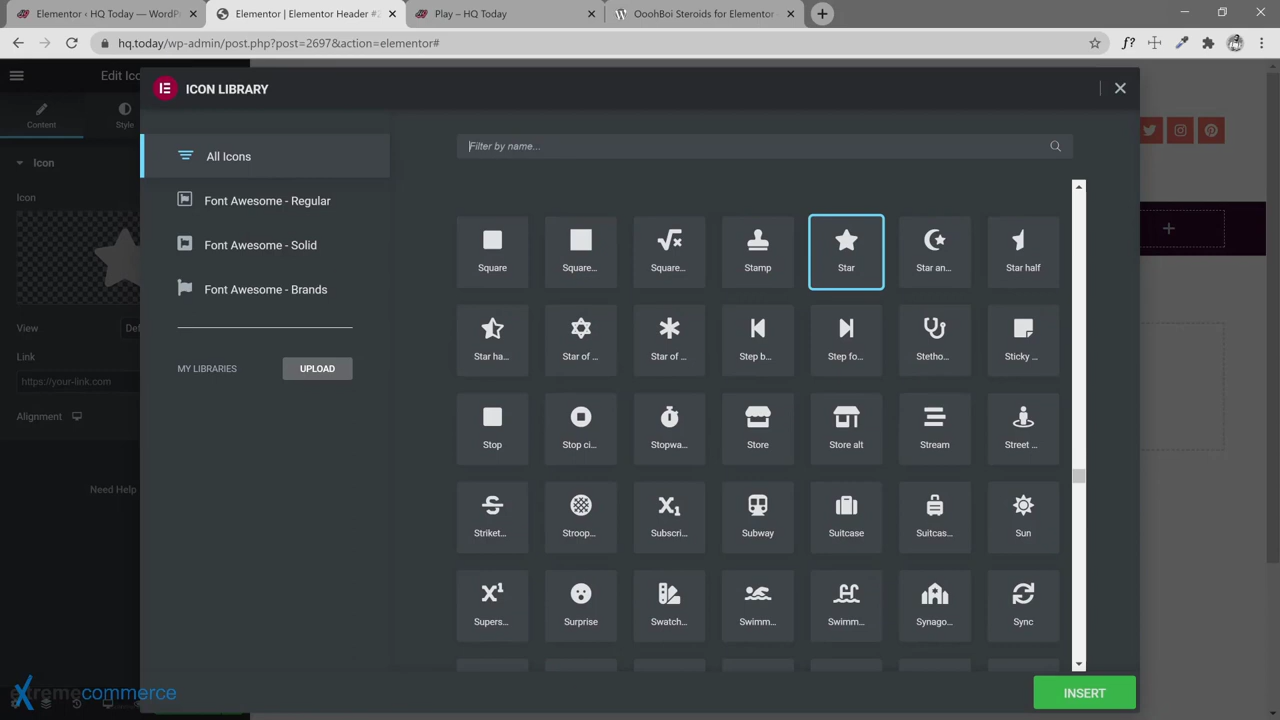 Elementor ‹ HQ Today — WordP
Elementor | Elementor Header #2
Play – HQ Today
OoohBoi Steroids for Elementor
hq.today/wp-admin/post.php?post=2697&action=elementor#
Edit Ico
ICON LIBRARY
Content
Style
All Icons
Filter by name...
Icon
Font Awesome - Regular
Icon
Font Awesome - Solid
Square
Square...
Square...
Stamp
Star
Star an...
Star half
Font Awesome - Brands
View
Def
Star ha...
Star of ...
Star of ...
Step b...
Step fo...
Stetho...
Sticky ...
Link
MY LIBRARIES
UPLOAD
https://your-link.com
Alignment
Stop
Stop ci...
Stopwa...
Store
Store alt
Stream
Street ...
Need Help
Striket...
Stroop...
Subscri...
Subway
Suitcase
Suitcas...
Sun
Supers...
Surprise
Swatch...
Swimm...
Swimm...
Synago...
Sync
extremecommerce
INSERT